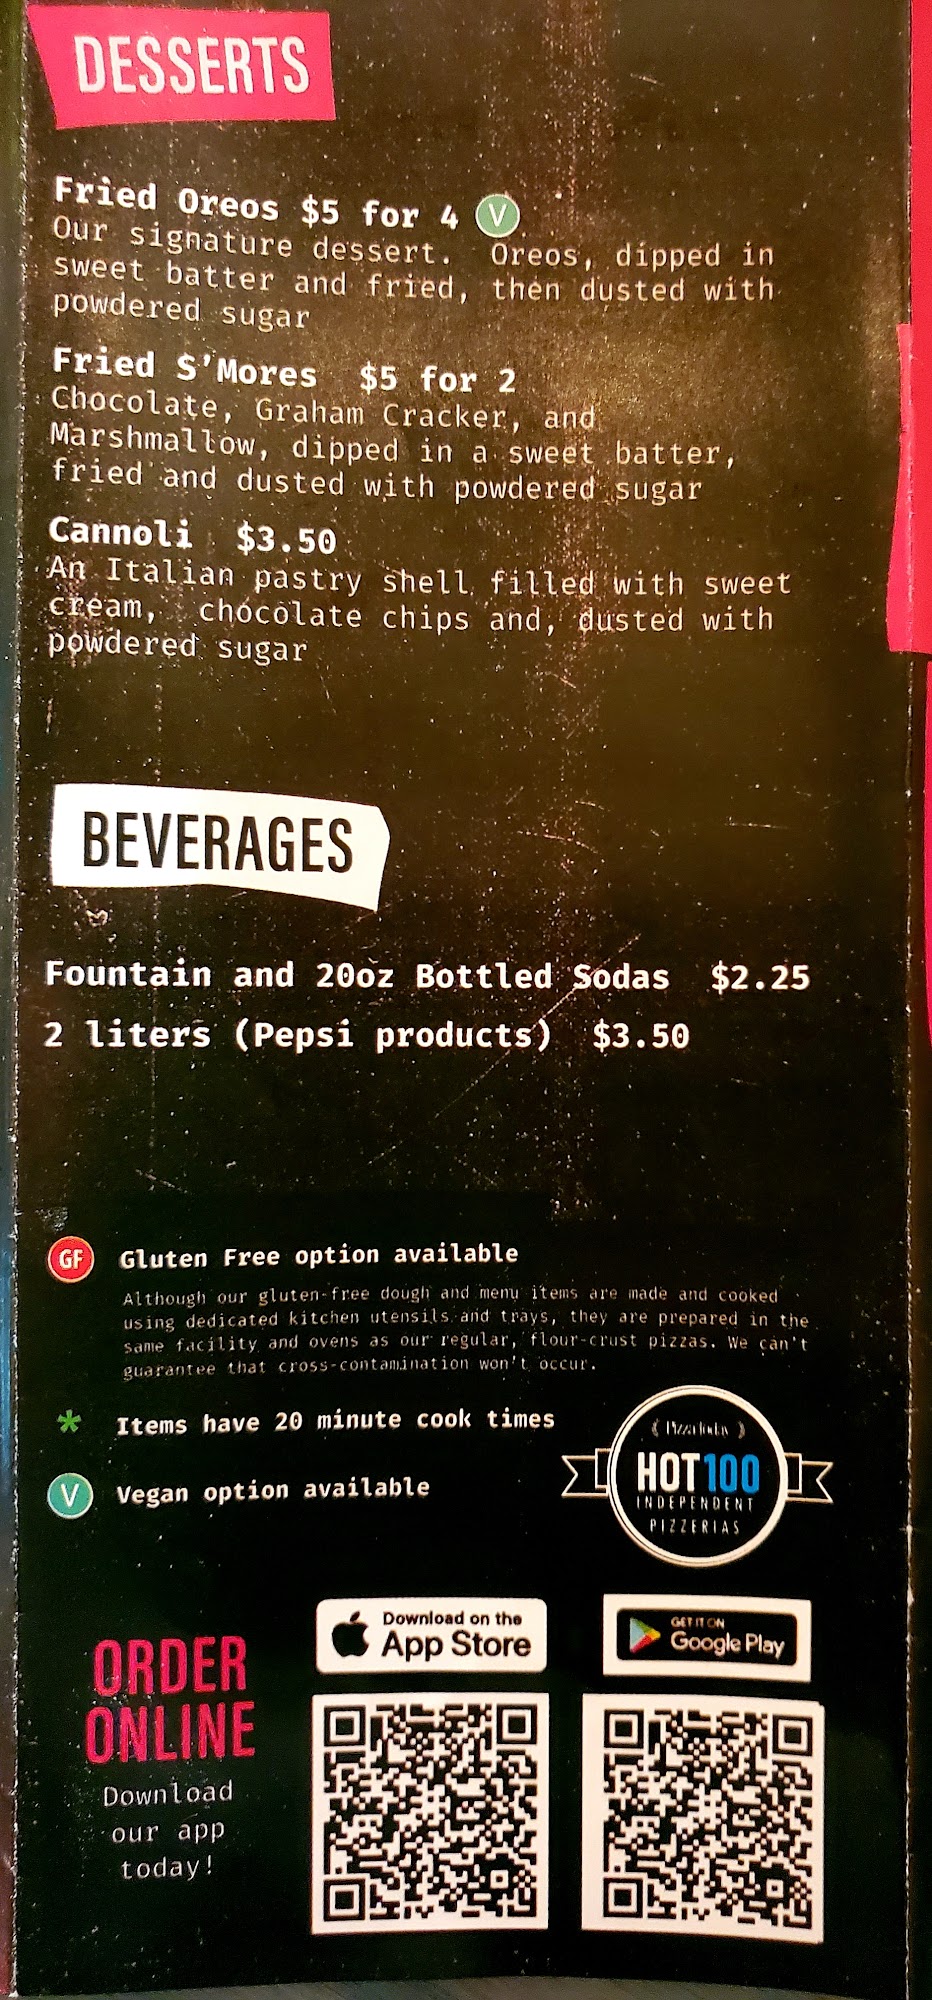 DESSERTS
Fried Oreos $5 for 4 V
Our signature dessert. Oreos, dipped in
sweet batter and fried, then dusted with
powdered sugar
Fried S'Mores $5 for 2
Chocolate, Graham Cracker, and
Marshmallow, dipped in a sweet batter,
fried and dusted with powdered sugar
Cannoli $3.50
An Italian pastry shell filled with sweet
cream, chocolate chips and, dusted with
powdered sugar
BEVERAGES
Fountain and 20oz Bottled Sodas $2.25
2 liters (Pepsi products) $3.50
GF Gluten Free option available
Although our gluten-free dough and menu items are made and cooked
using dedicated kitchen utensils and trays, they are prepared in the
same facility and ovens as our regular, flour-crust pizzas. We can't
guarantee that cross-contamination won't occur.
* Items have 20 minute cook times
V Vegan option available
Pizza Today
HOT100
INDEPENDENT
PIZZERIAS
ORDER
ONLINE
Download
our app
today!
Download on the
App Store
GET IT ON
Google Play